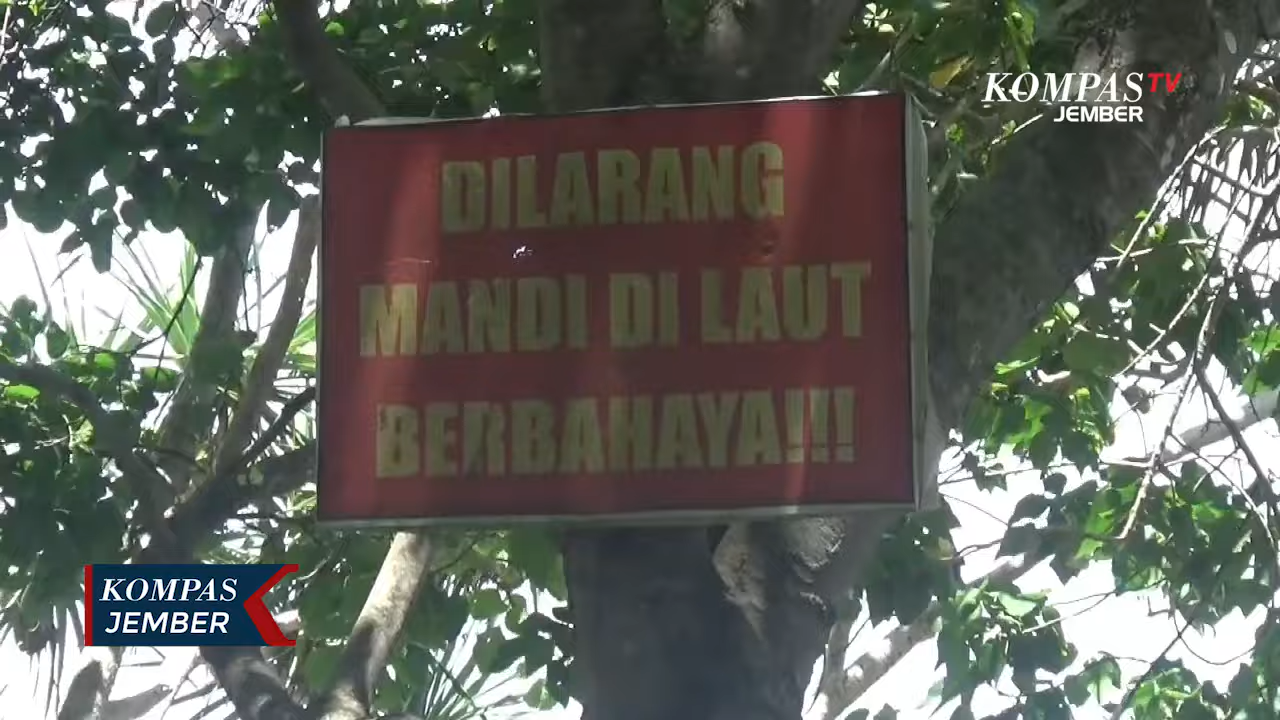 KOMPAS TV
JEMBER
DILARANG
MANDI DI LAUT
BERBAHAYA!!!
KOMPAS
JEMBER